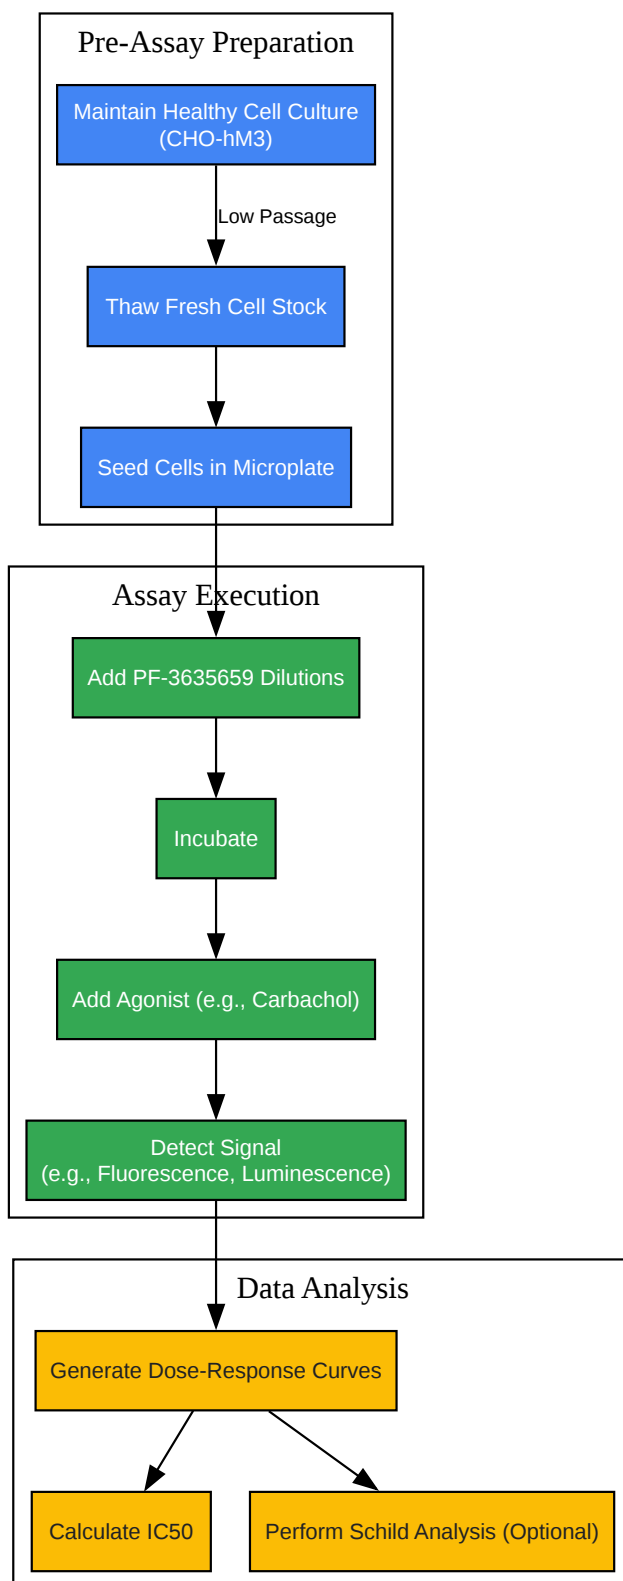 Pre-Assay Preparation
Maintain Healthy Cell Culture
(CHO-hM3)
Low Passage
Thaw Fresh Cell Stock
Seed Cells in Microplate
Assay Execution
Add PF-3635659 Dilutions
Incubate
Add Agonist (e.g., Carbachol)
Detect Signal
(e.g., Fluorescence, Luminescence)
Data Analysis
Generate Dose-Response Curves
Calculate IC50
Perform Schild Analysis (Optional)